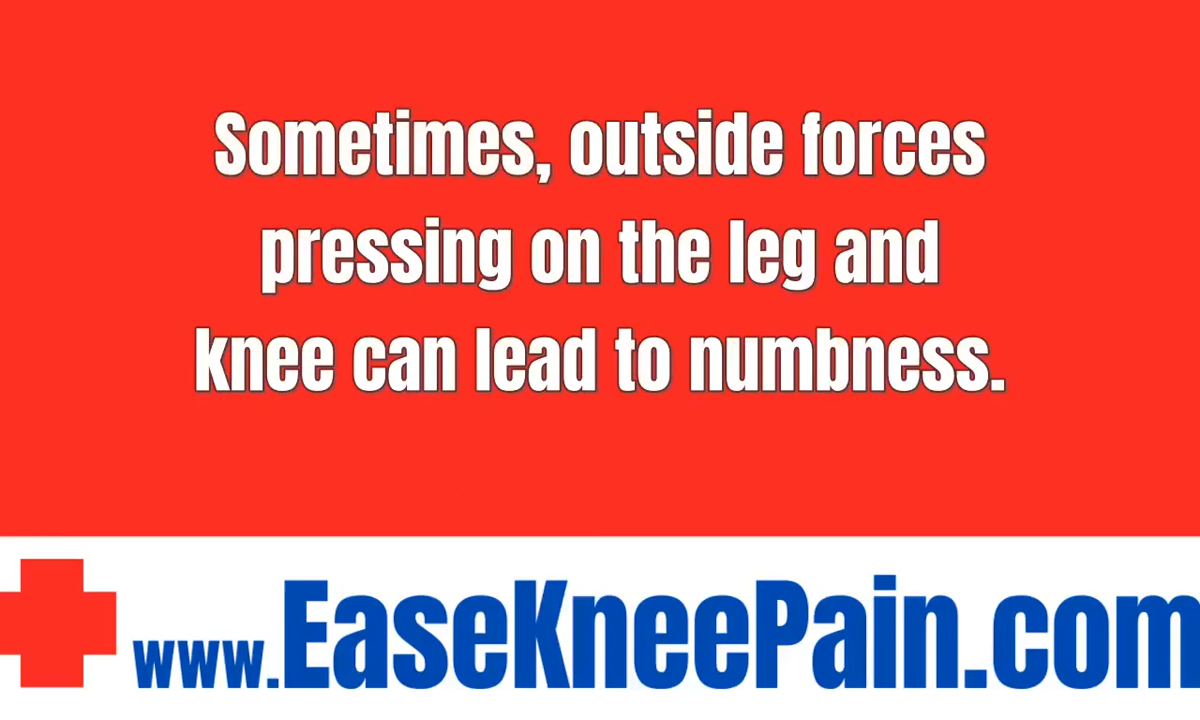 Sometimes, outside forces
pressing on the leg and
knee can lead to numbness.
www.EaseKneePain.com